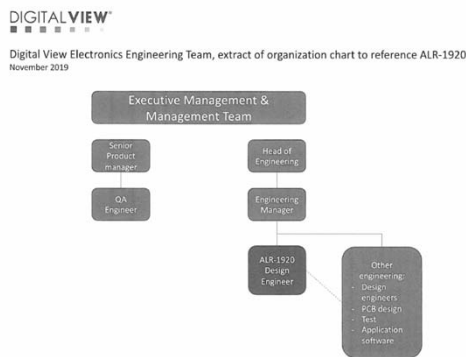 DIGITALVIEW
Digital View Electronics Engineering Team, extract of organization chart to reference ALR-1920
November 2019
Executive Management &
Management Team
Senior
Product
manager
Head of
Engineering
QA
Engineer
Engineering
Manager
ALR-1920
Design
Engineer
Other
engineering:
- Design
engineers
- PCB design
- Test
- Application
software